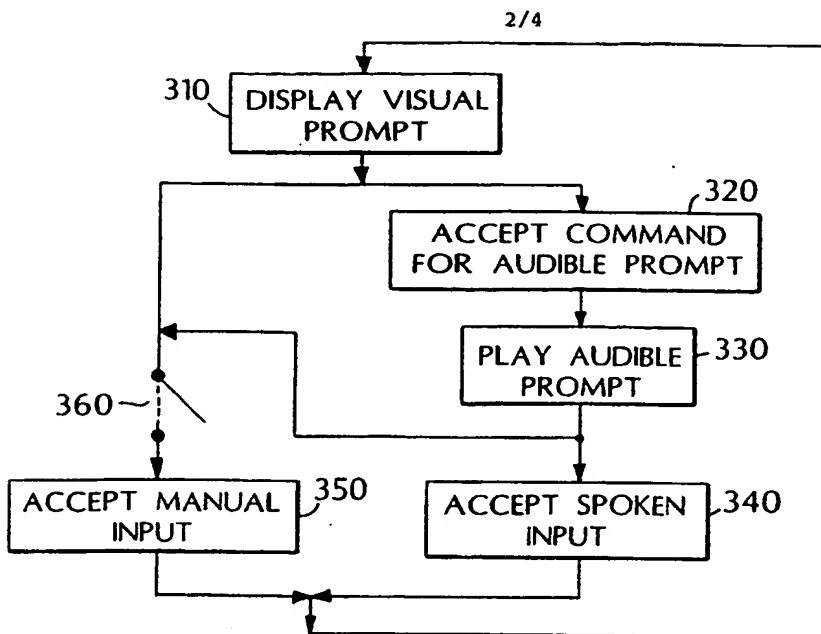 2/4
310
DISPLAY VISUAL
PROMPT
320
ACCEPT COMMAND
FOR AUDIBLE PROMPT
PLAY AUDIBLE
PROMPT
330
360
ACCEPT MANUAL
INPUT
350
ACCEPT SPOKEN
INPUT
340